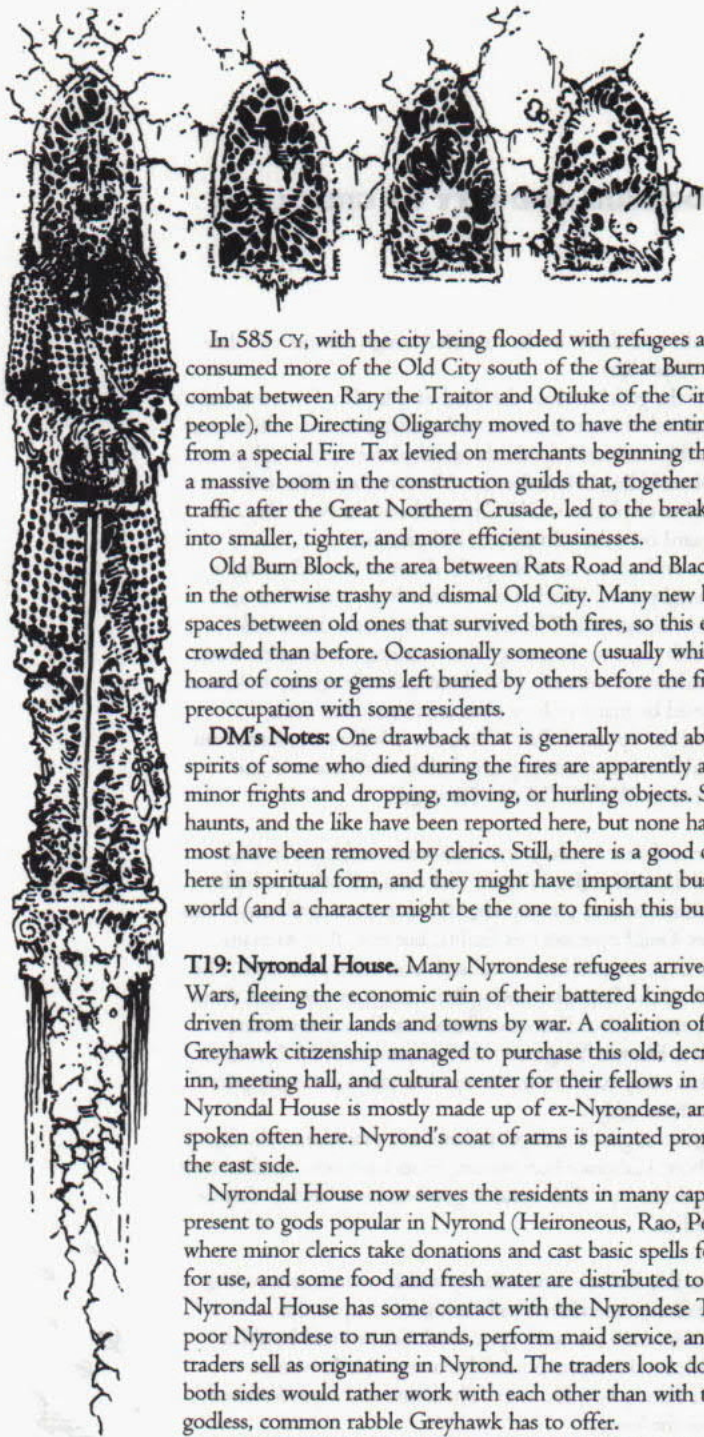 In 585 CY, with the city being flooded with refugees a
consumed more of the Old City south of the Great Burn
combat between Rary the Traitor and Otiluke of the Cir
people), the Directing Oligarchy moved to have the entir
from a special Fire Tax levied on merchants beginning th
a massive boom in the construction guilds that, together
traffic after the Great Northern Crusade, led to the break
into smaller, tighter, and more efficient businesses.
Old Burn Block, the area between Rats Road and Blac
in the otherwise trashy and dismal Old City. Many new b
spaces between old ones that survived both fires, so this e
crowded than before. Occasionally someone (usually whi
hoard of coins or gems left buried by others before the fi
preoccupation with some residents.
DM's Notes: One drawback that is generally noted ab
spirits of some who died during the fires are apparently a
minor frights and dropping, moving, or hurling objects. S
haunts, and the like have been reported here, but none ha
most have been removed by clerics. Still, there is a good c
here in spiritual form, and they might have important bus
world (and a character might be the one to finish this bu
T19: Nyrondal House. Many Nyrondese refugees arrive
Wars, fleeing the economic ruin of their battered kingdo
driven from their lands and towns by war. A coalition of
Greyhawk citizenship managed to purchase this old, decr
inn, meeting hall, and cultural center for their fellows in
Nyrondal House is mostly made up of ex-Nyrondese, an
spoken often here. Nyrond's coat of arms is painted pron
the east side.
Nyrondal House now serves the residents in many cap
present to gods popular in Nyrond (Heironeous, Rao, Pe
where minor clerics take donations and cast basic spells f
for use, and some food and fresh water are distributed to
Nyrondal House has some contact with the Nyrondese T
poor Nyrondese to run errands, perform maid service, an
traders sell as originating in Nyrond. The traders look do
both sides would rather work with each other than with t
godless, common rabble Greyhawk has to offer.